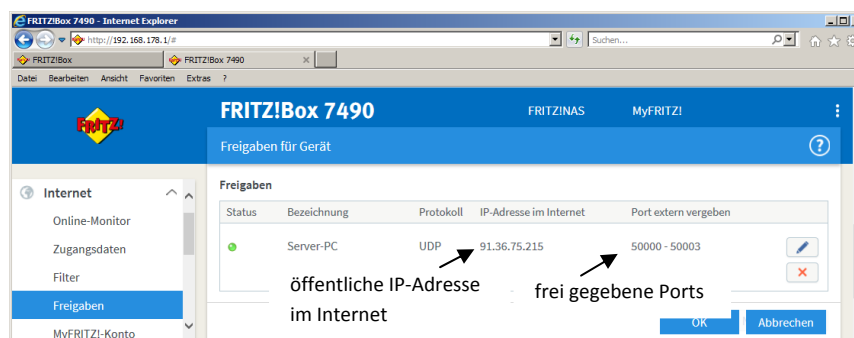 FRITZ!Box 7490 - Internet Explorer
http://192.168.178.1/#
Suchen...
FRITZ!Box
FRITZ!Box 7490
Datei Bearbeiten Ansicht Favoriten Extras ?
FRITZ!
FRITZ!Box 7490 FRITZ!NAS MyFRITZ!
Freigaben für Gerät
Internet
Online-Monitor
Zugangsdaten
Filter
Freigaben
MyFRITZ!-Konto
Freigaben
Status Bezeichnung Protokoll IP-Adresse im Internet Port extern vergeben
Server-PC UDP 91.36.75.215 50000 - 50003
öffentliche IP-Adresse
im Internet
frei gegebene Ports
OK Abbrechen